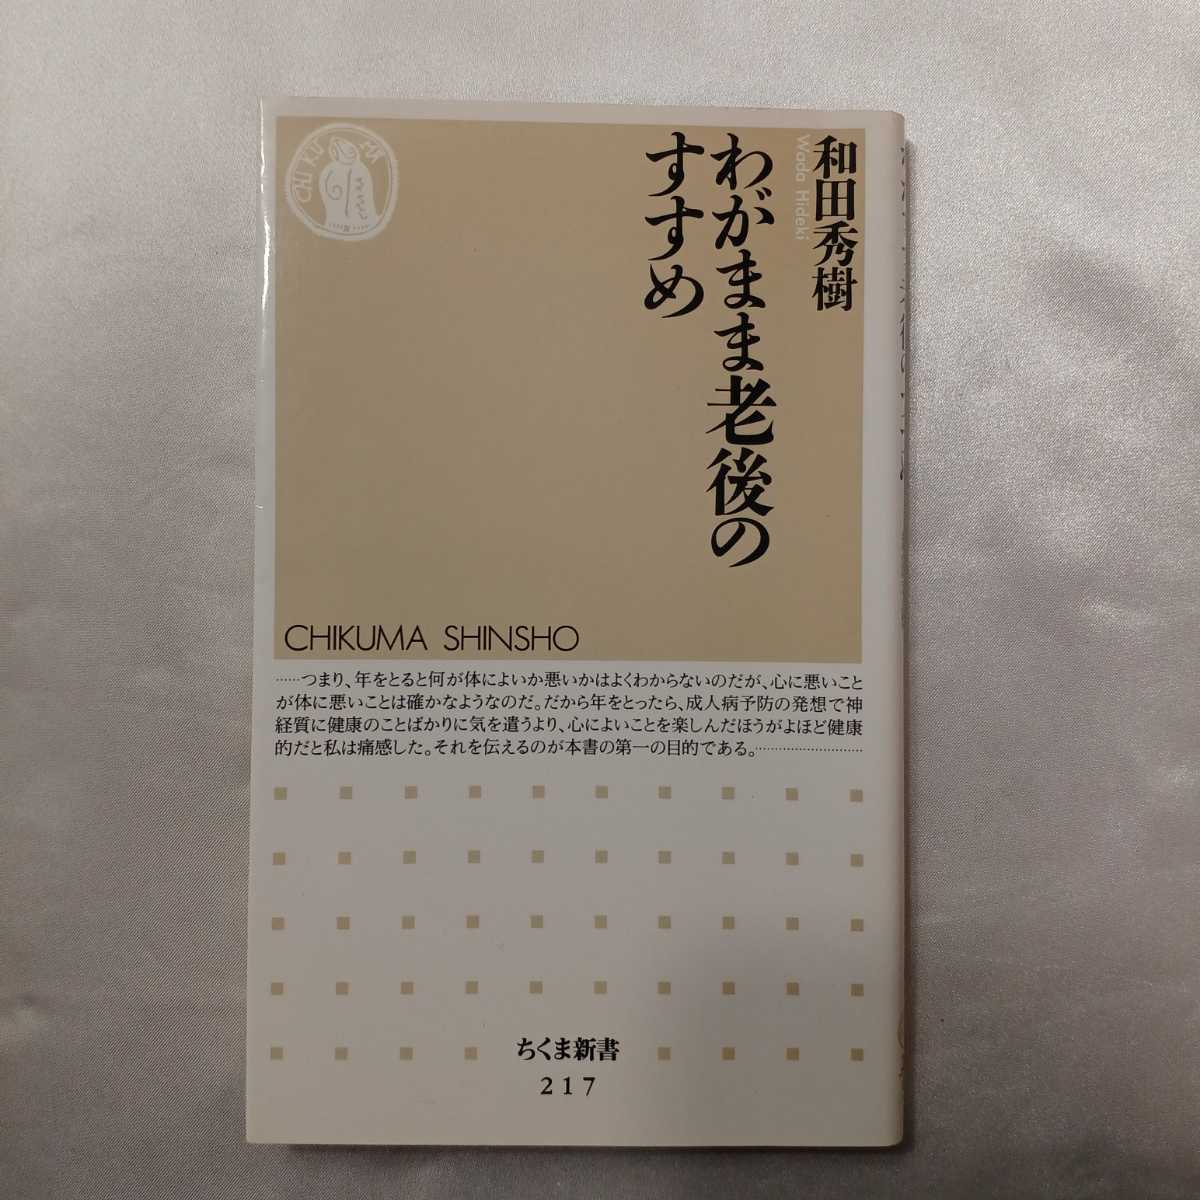 和田秀樹
Wada Hideki
わがまま老後の
すすめ
CHIKUMA
CHIKUMA SHINSHO
……つまり、年をとると何が体によいか悪いかはよくわからないのだが、心に悪いこと
が体に悪いことは確かなようなのだ。だから年をとったら、成人病予防の発想で神
経質に健康のことばかりに気を遣うより、心によいことを楽しんだほうがよほど健康
的だと私は痛感した。それを伝えるのが本書の第一の目的である。…………………
ちくま新書
217